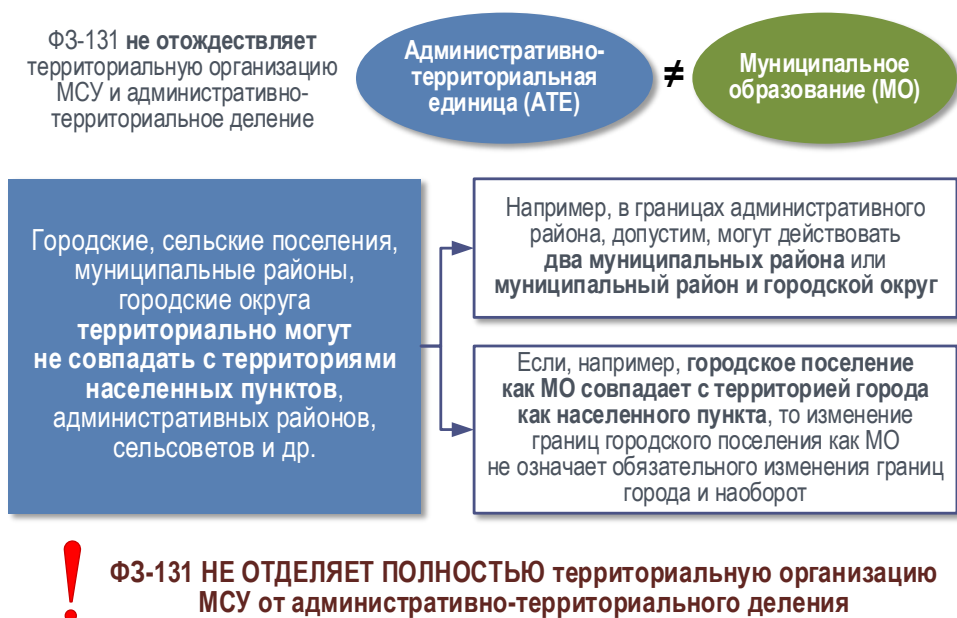 ФЗ-131 не отождествляет
территориальную организацию
МСУ и административно-
территориальное деление
Административно-
территориальная
единица (АТЕ)
≠
Муниципальное
образование (МО)
Городские, сельские поселения,
муниципальные районы,
городские округа
территориально могут
не совпадать с территориями
населенных пунктов,
административных районов,
сельсоветов и др.
Например, в границах административного
района, допустим, могут действовать
два муниципальных района или
муниципальный район и городской округ
Если, например, городское поселение
как МО совпадает с территорией города
как населенного пункта, то изменение
границ городского поселения как МО
не означает обязательного изменения границ
города и наоборот
!
ФЗ-131 НЕ ОТДЕЛЯЕТ ПОЛНОСТЬЮ территориальную организацию
МСУ от административно-территориального деления